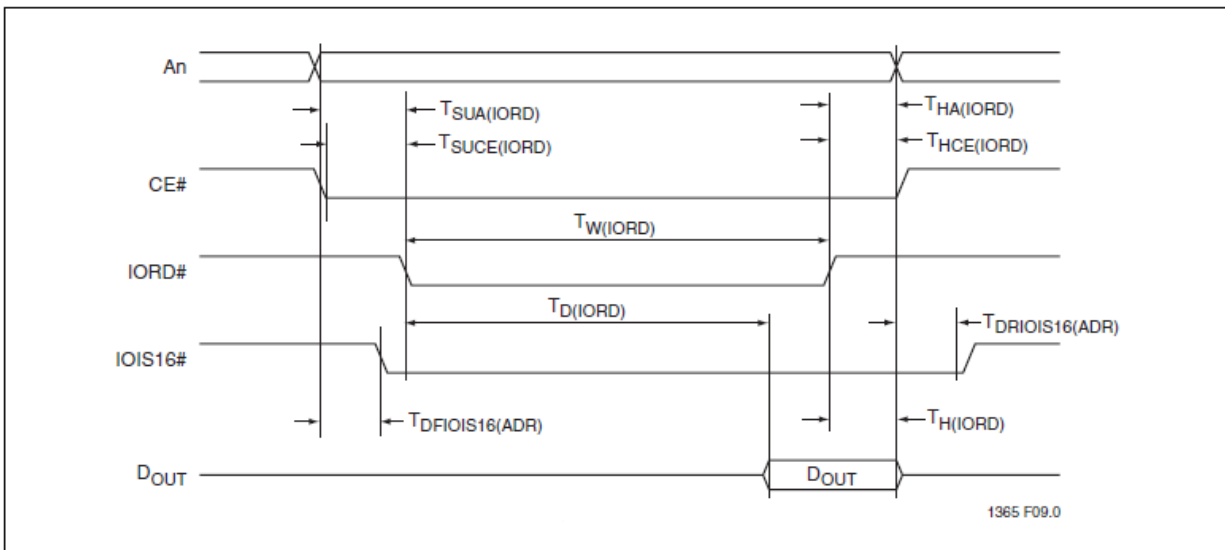 An
TSUA(IORD)
THA(IORD)
TSUCE(IORD)
THCE(IORD)
CE#
TW(IORD)
IORD#
TD(IORD)
TDRIOIS16(ADR)
IOIS16#
TDFIOIS16(ADR)
TH(IORD)
DOUT
DOUT
1365 F09.0